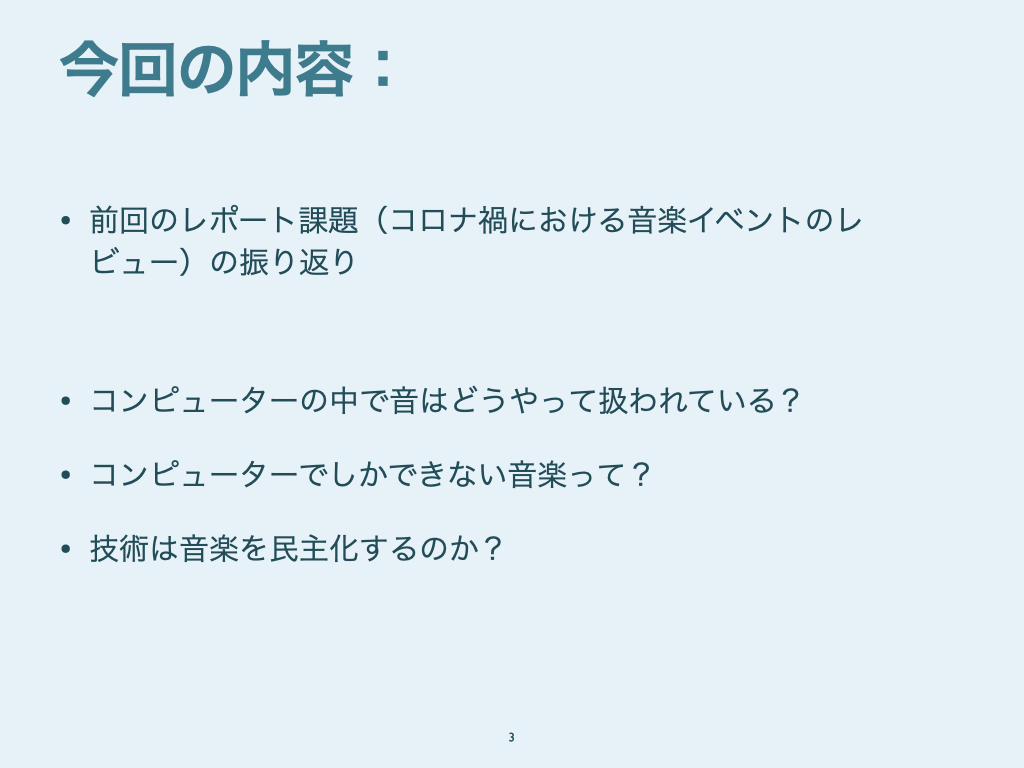 今回の内容：
• 前回のレポート課題（コロナ禍における音楽イベントのレ
ビュー）の振り返り
• コンピューターの中で音はどうやって扱われている？
• コンピューターでしかできない音楽って？
• 技術は音楽を民主化するのか？
3